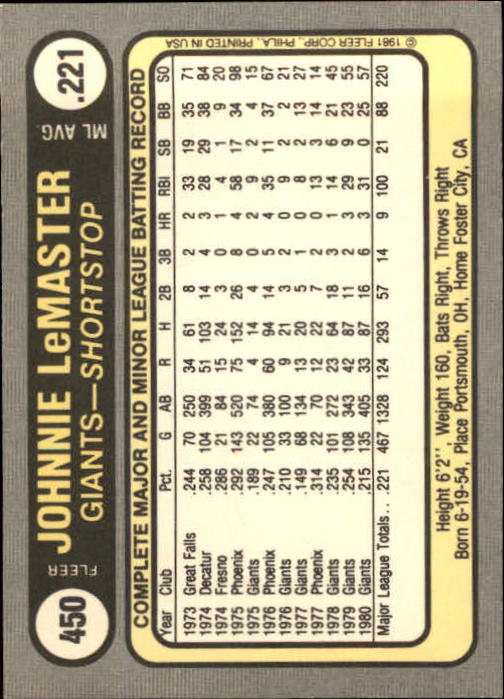 450
FLEER
JOHNNIE LeMASTER
GIANTS—SHORTSTOP
ML AVG.
.221
COMPLETE MAJOR AND MINOR LEAGUE BATTING RECORD
Year Club Pct. G AB R H 2B 3B HR RBI SB BB SO
1973 Great Falls .244 70 250 34 61 8 2 2 33 19 35 71
1974 Decatur .258 104 399 51 103 14 4 3 28 29 38 84
1974 Fresno .286 21 84 15 24 3 0 1 9 1 9 14
1975 Phoenix .292 143 520 75 152 26 8 4 58 17 34 98
1975 Giants .189 22 74 4 14 4 0 2 9 2 4 15
1976 Phoenix .247 105 380 60 94 14 5 4 35 11 37 67
1976 Giants .210 33 100 9 21 3 2 0 9 2 2 21
1977 Giants .149 68 134 13 20 5 1 0 8 2 13 27
1977 Phoenix .314 22 70 12 22 7 2 0 13 3 14 14
1978 Giants .235 101 272 23 64 18 3 1 14 6 21 45
1979 Giants .254 108 343 42 87 11 2 3 29 9 23 55
1980 Giants .215 135 405 33 87 16 6 3 31 0 25 57
Major League Totals.. .221 467 1328 124 293 57 14 9 100 21 88 220
Height 6'2'', Weight 160, Bats Right, Throws Right
Born 6-19-54, Place Portsmouth, OH, Home Foster City, CA
© 1981 FLEER CORP., PHILA., PRINTED IN USA